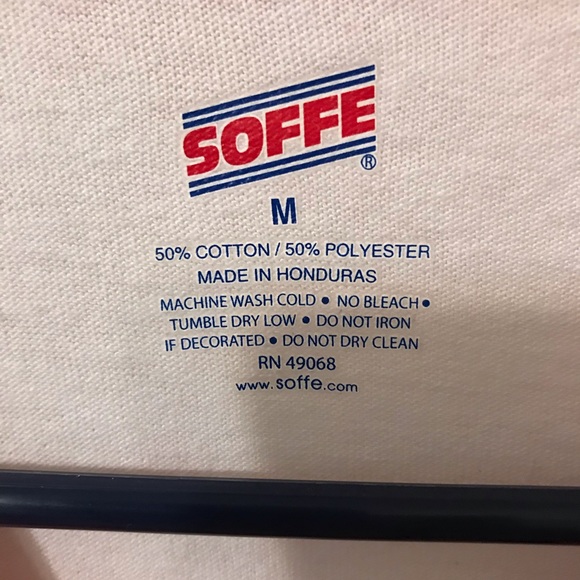 SOFFE®
M
50% COTTON / 50% POLYESTER
MADE IN HONDURAS
MACHINE WASH COLD • NO BLEACH •
TUMBLE DRY LOW • DO NOT IRON
IF DECORATED • DO NOT DRY CLEAN
RN 49068
www.soffe.com